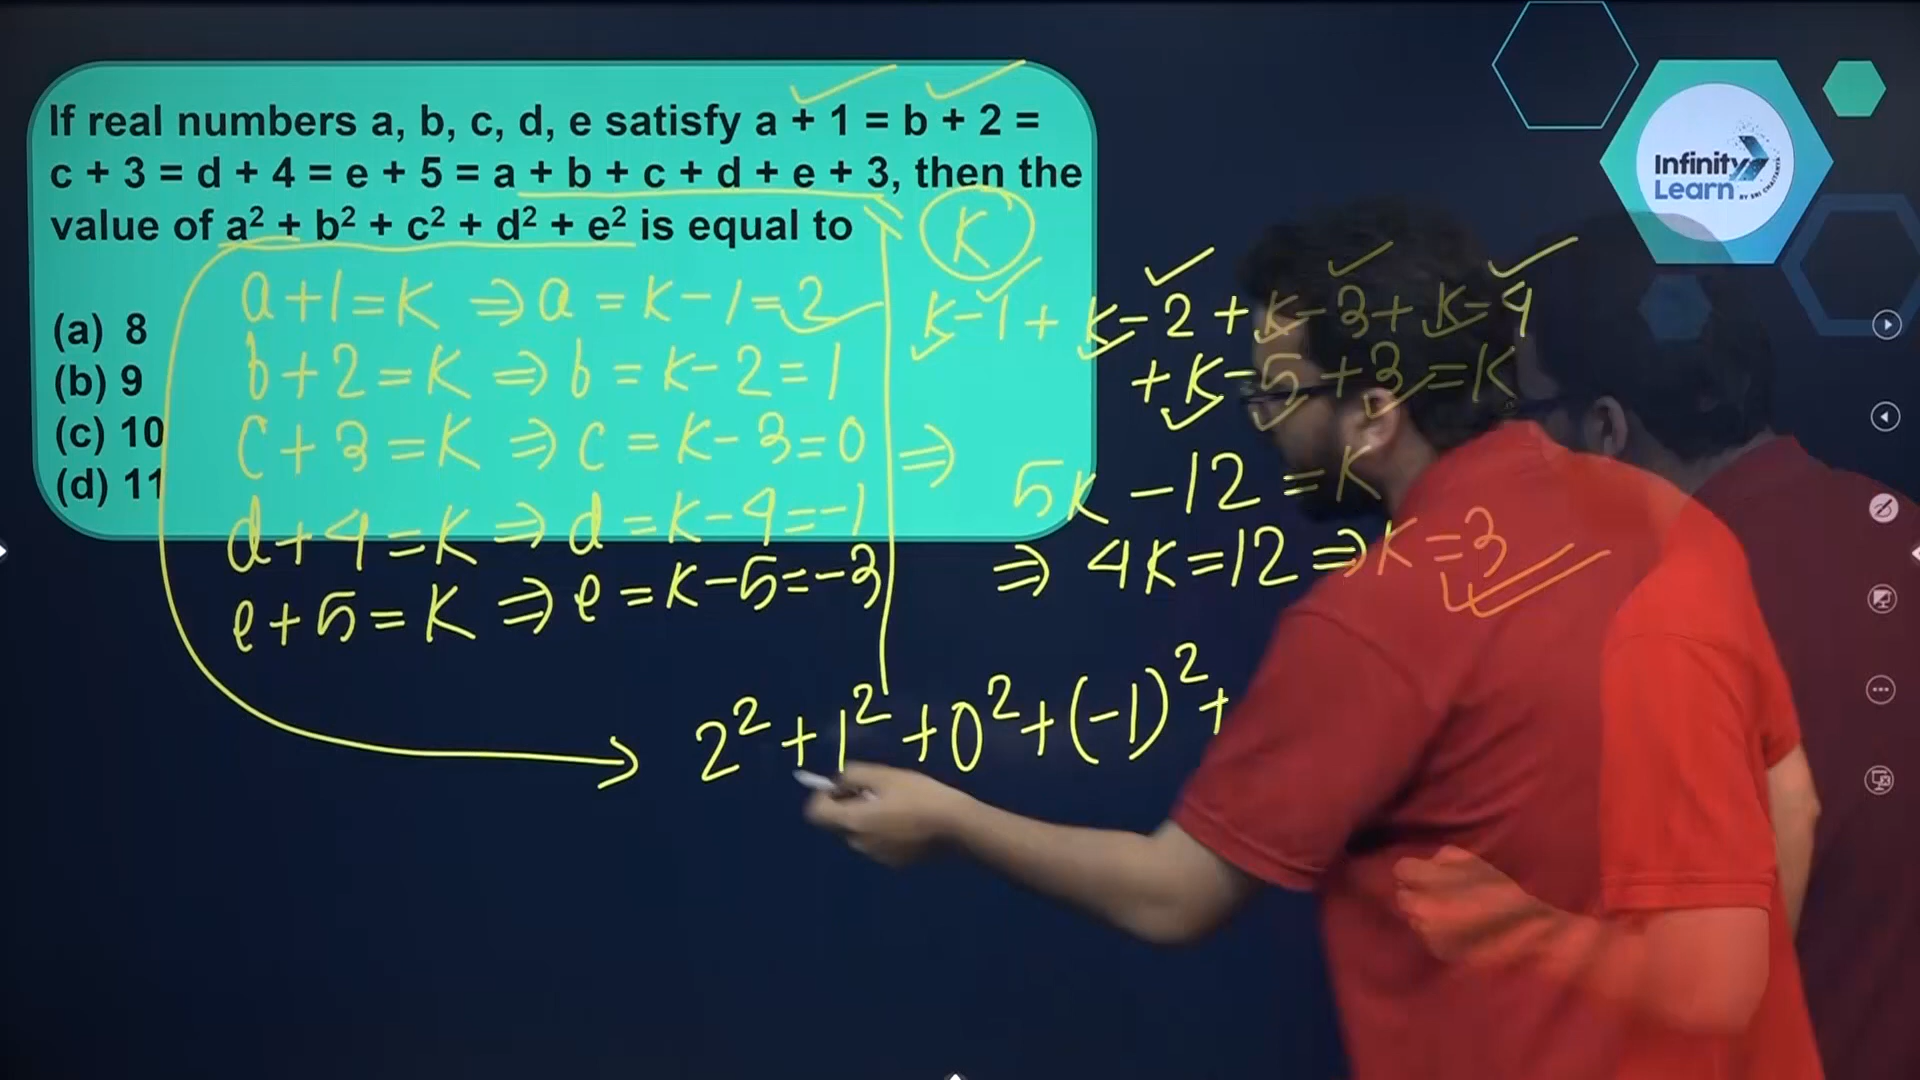 If real numbers a, b, c, d, e satisfy a + 1 = b + 2 =
c + 3 = d + 4 = e + 5 = a + b + c + d + e + 3, then the
value of a² + b² + c² + d² + e² is equal to
(a) 8
(b) 9
(c) 10
(d) 11
K
a+1=K ⇒ a = K-1=2
b+2=K ⇒ b = K-2=1
c+3=K ⇒ c = K-3=0
d+4=K ⇒ d=K-4=-1
e+5=K ⇒ e=K-5=-3
K-1+K-2+K-3+K-4
+K-5+3=K
⇒ 5K-12=K
⇒ 4K=12⇒K=3
2²+1²+0²+(-1)²+
Infinity
Learn
BY SRI CHAITANYA